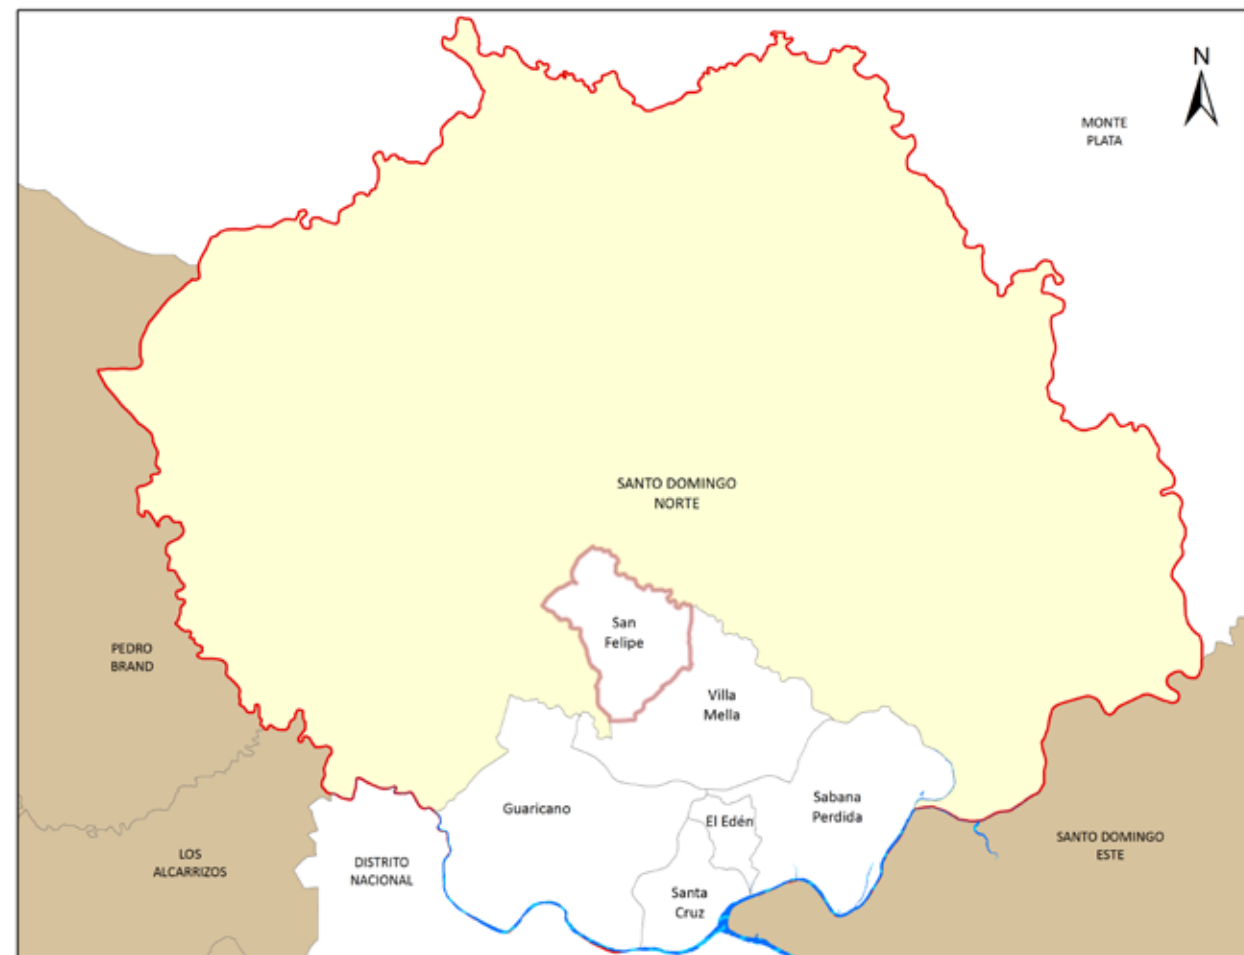 N
MONTE
PLATA
SANTO DOMINGO
NORTE
San
Felipe
PEDRO
BRAND
Villa
Mella
Guaricano
Sabana
Perdida
El Edén
SANTO DOMINGO
ESTE
LOS
ALCARRIZOS
DISTRITO
NACIONAL
Santa
Cruz